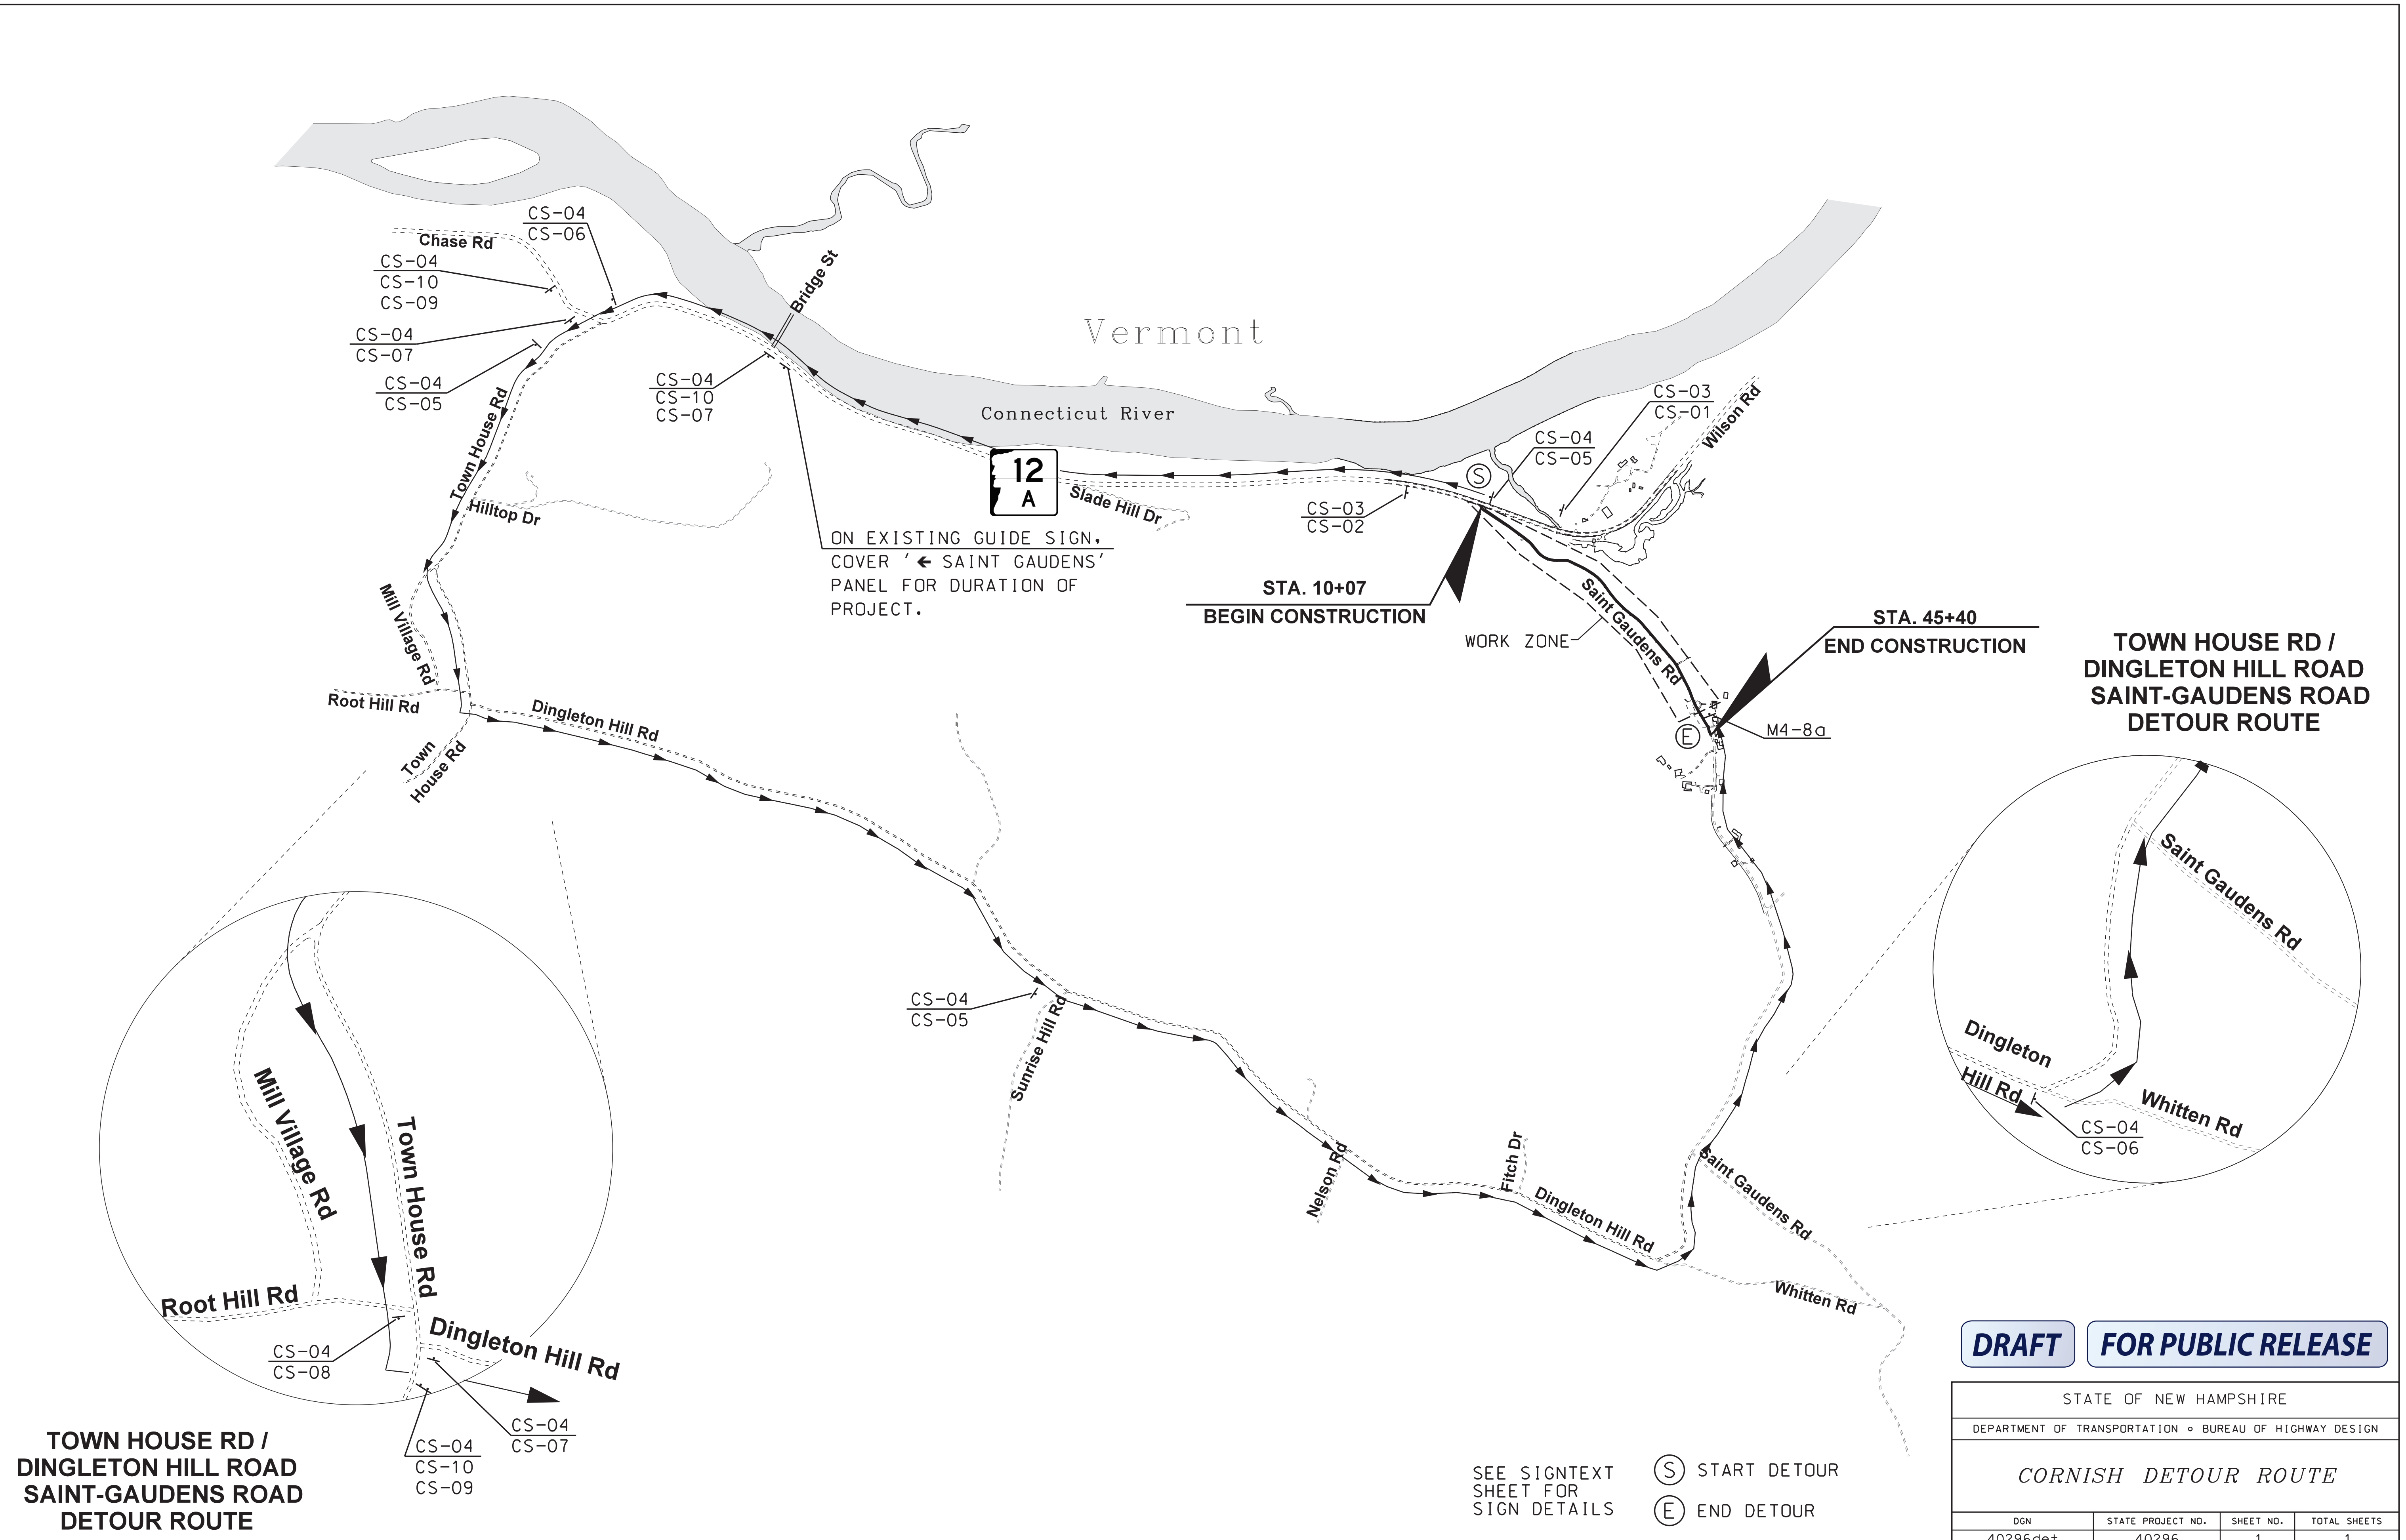 CS-04
CS-06
Chase Rd
CS-04
CS-10
CS-09
CS-04
CS-07
CS-04
CS-05
Bridge St
Vermont
Connecticut River
CS-04
CS-10
CS-07
12
A
Slade Hill Dr
ON EXISTING GUIDE SIGN,
COVER '← SAINT GAUDENS'
PANEL FOR DURATION OF
PROJECT.
CS-03
CS-02
S
CS-04
CS-05
CS-03
CS-01
Wilson Rd
STA. 10+07
BEGIN CONSTRUCTION
WORK ZONE
Saint Gaudens Rd
STA. 45+40
END CONSTRUCTION
E
M4-8a
TOWN HOUSE RD /
DINGLETON HILL ROAD
SAINT-GAUDENS ROAD
DETOUR ROUTE
Town House Rd
Hilltop Dr
Mill Village Rd
Root Hill Rd
Town
House Rd
Dingleton Hill Rd
CS-04
CS-05
Sunrise Hill Rd
Nelson Rd
Fitch Dr
Dingleton Hill Rd
Saint Gaudens Rd
Whitten Rd
Saint Gaudens Rd
Dingleton
Hill Rd
Whitten Rd
CS-04
CS-06
Mill Village Rd
Town House Rd
Root Hill Rd
Dingleton Hill Rd
CS-04
CS-08
CS-04
CS-07
CS-04
CS-10
CS-09
TOWN HOUSE RD /
DINGLETON HILL ROAD
SAINT-GAUDENS ROAD
DETOUR ROUTE
SEE SIGNTEXT
SHEET FOR
SIGN DETAILS
S START DETOUR
E END DETOUR
DRAFT FOR PUBLIC RELEASE
STATE OF NEW HAMPSHIRE
DEPARTMENT OF TRANSPORTATION ∘ BUREAU OF HIGHWAY DESIGN
CORNISH DETOUR ROUTE
DGN STATE PROJECT NO. SHEET NO. TOTAL SHEETS
40296det 40296 1 1